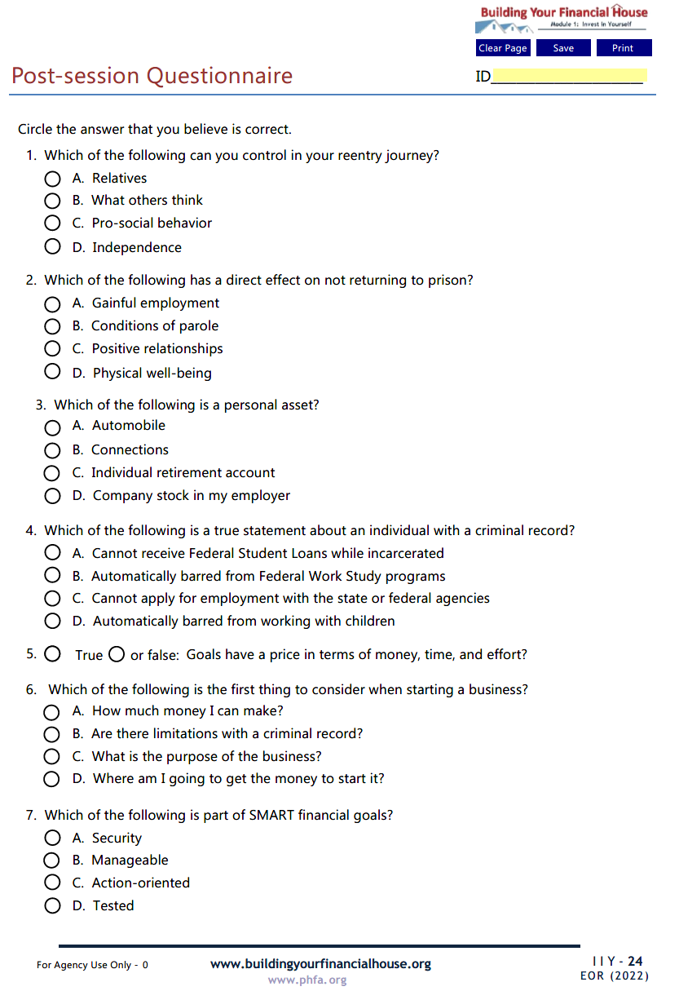 Building Your Financial House
Module 1: Invest in Yourself
Clear Page Save Print
Post-session Questionnaire
ID
Circle the answer that you believe is correct.
1. Which of the following can you control in your reentry journey?
A. Relatives
B. What others think
C. Pro-social behavior
D. Independence
2. Which of the following has a direct effect on not returning to prison?
A. Gainful employment
B. Conditions of parole
C. Positive relationships
D. Physical well-being
3. Which of the following is a personal asset?
A. Automobile
B. Connections
C. Individual retirement account
D. Company stock in my employer
4. Which of the following is a true statement about an individual with a criminal record?
A. Cannot receive Federal Student Loans while incarcerated
B. Automatically barred from Federal Work Study programs
C. Cannot apply for employment with the state or federal agencies
D. Automatically barred from working with children
5. True or false: Goals have a price in terms of money, time, and effort?
6. Which of the following is the first thing to consider when starting a business?
A. How much money I can make?
B. Are there limitations with a criminal record?
C. What is the purpose of the business?
D. Where am I going to get the money to start it?
7. Which of the following is part of SMART financial goals?
A. Security
B. Manageable
C. Action-oriented
D. Tested
For Agency Use Only - 0
www.buildingyourfinancialhouse.org
www.phfa.org
IIY - 24
EOR (2022)